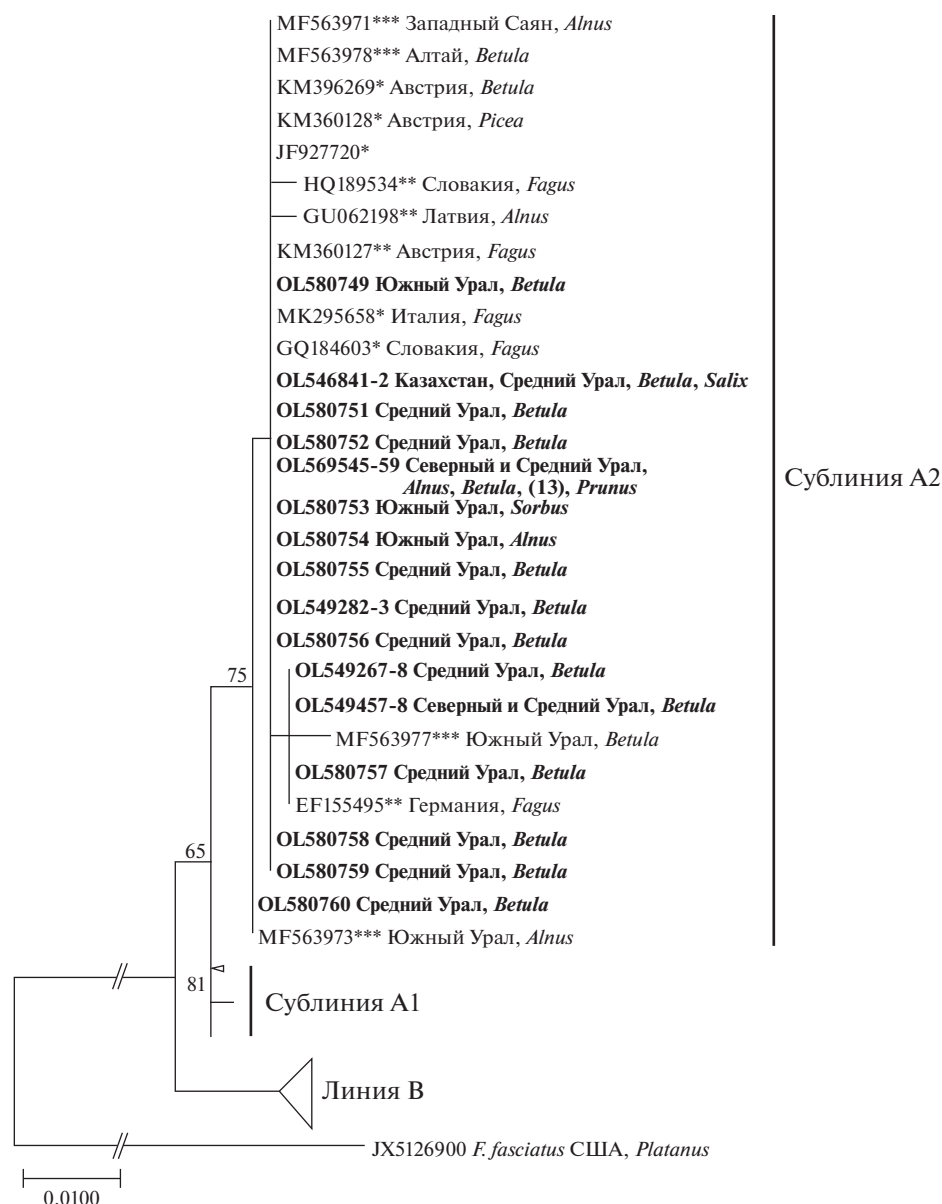 MF563971*** Западный Саян, Alnus
MF563978*** Алтай, Betula
KM396269* Австрия, Betula
KM360128* Австрия, Picea
JF927720*
HQ189534** Словакия, Fagus
GU062198** Латвия, Alnus
KM360127** Австрия, Fagus
OL580749 Южный Урал, Betula
MK295658* Италия, Fagus
GQ184603* Словакия, Fagus
OL546841-2 Казахстан, Средний Урал, Betula, Salix
OL580751 Средний Урал, Betula
OL580752 Средний Урал, Betula
OL569545-59 Северный и Средний Урал,
Alnus, Betula, (13), Prunus
OL580753 Южный Урал, Sorbus
Сублиния A2
OL580754 Южный Урал, Alnus
OL580755 Средний Урал, Betula
OL549282-3 Средний Урал, Betula
OL580756 Средний Урал, Betula
75
OL549267-8 Средний Урал, Betula
OL549457-8 Северный и Средний Урал, Betula
MF563977*** Южный Урал, Betula
OL580757 Средний Урал, Betula
EF155495** Германия, Fagus
OL580758 Средний Урал, Betula
65
OL580759 Средний Урал, Betula
OL580760 Средний Урал, Betula
MF563973*** Южный Урал, Alnus
81
Сублиния A1
Линия B
JX5126900 F. fasciatus США, Platanus
0.0100